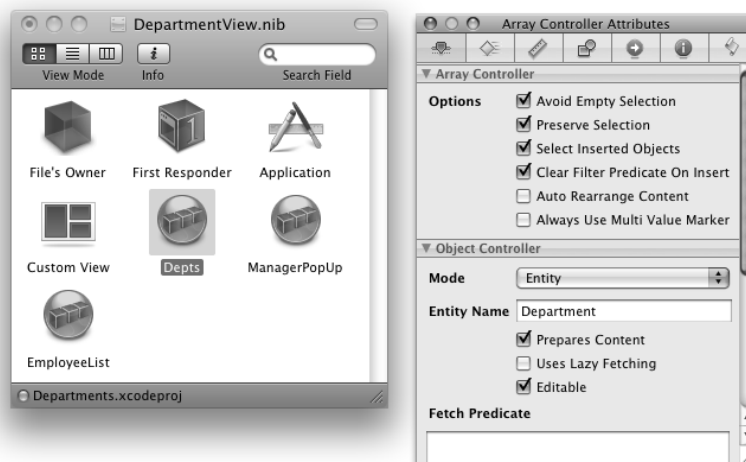 DepartmentView.nib
View Mode
Info
Search Field
File's Owner
First Responder
Application
Custom View
Depts
ManagerPopUp
EmployeeList
Departments.xcodeproj
Array Controller Attributes
Array Controller
Options
Avoid Empty Selection
Preserve Selection
Select Inserted Objects
Clear Filter Predicate On Insert
Auto Rearrange Content
Always Use Multi Value Marker
Object Controller
Mode
Entity
Entity Name
Department
Prepares Content
Uses Lazy Fetching
Editable
Fetch Predicate